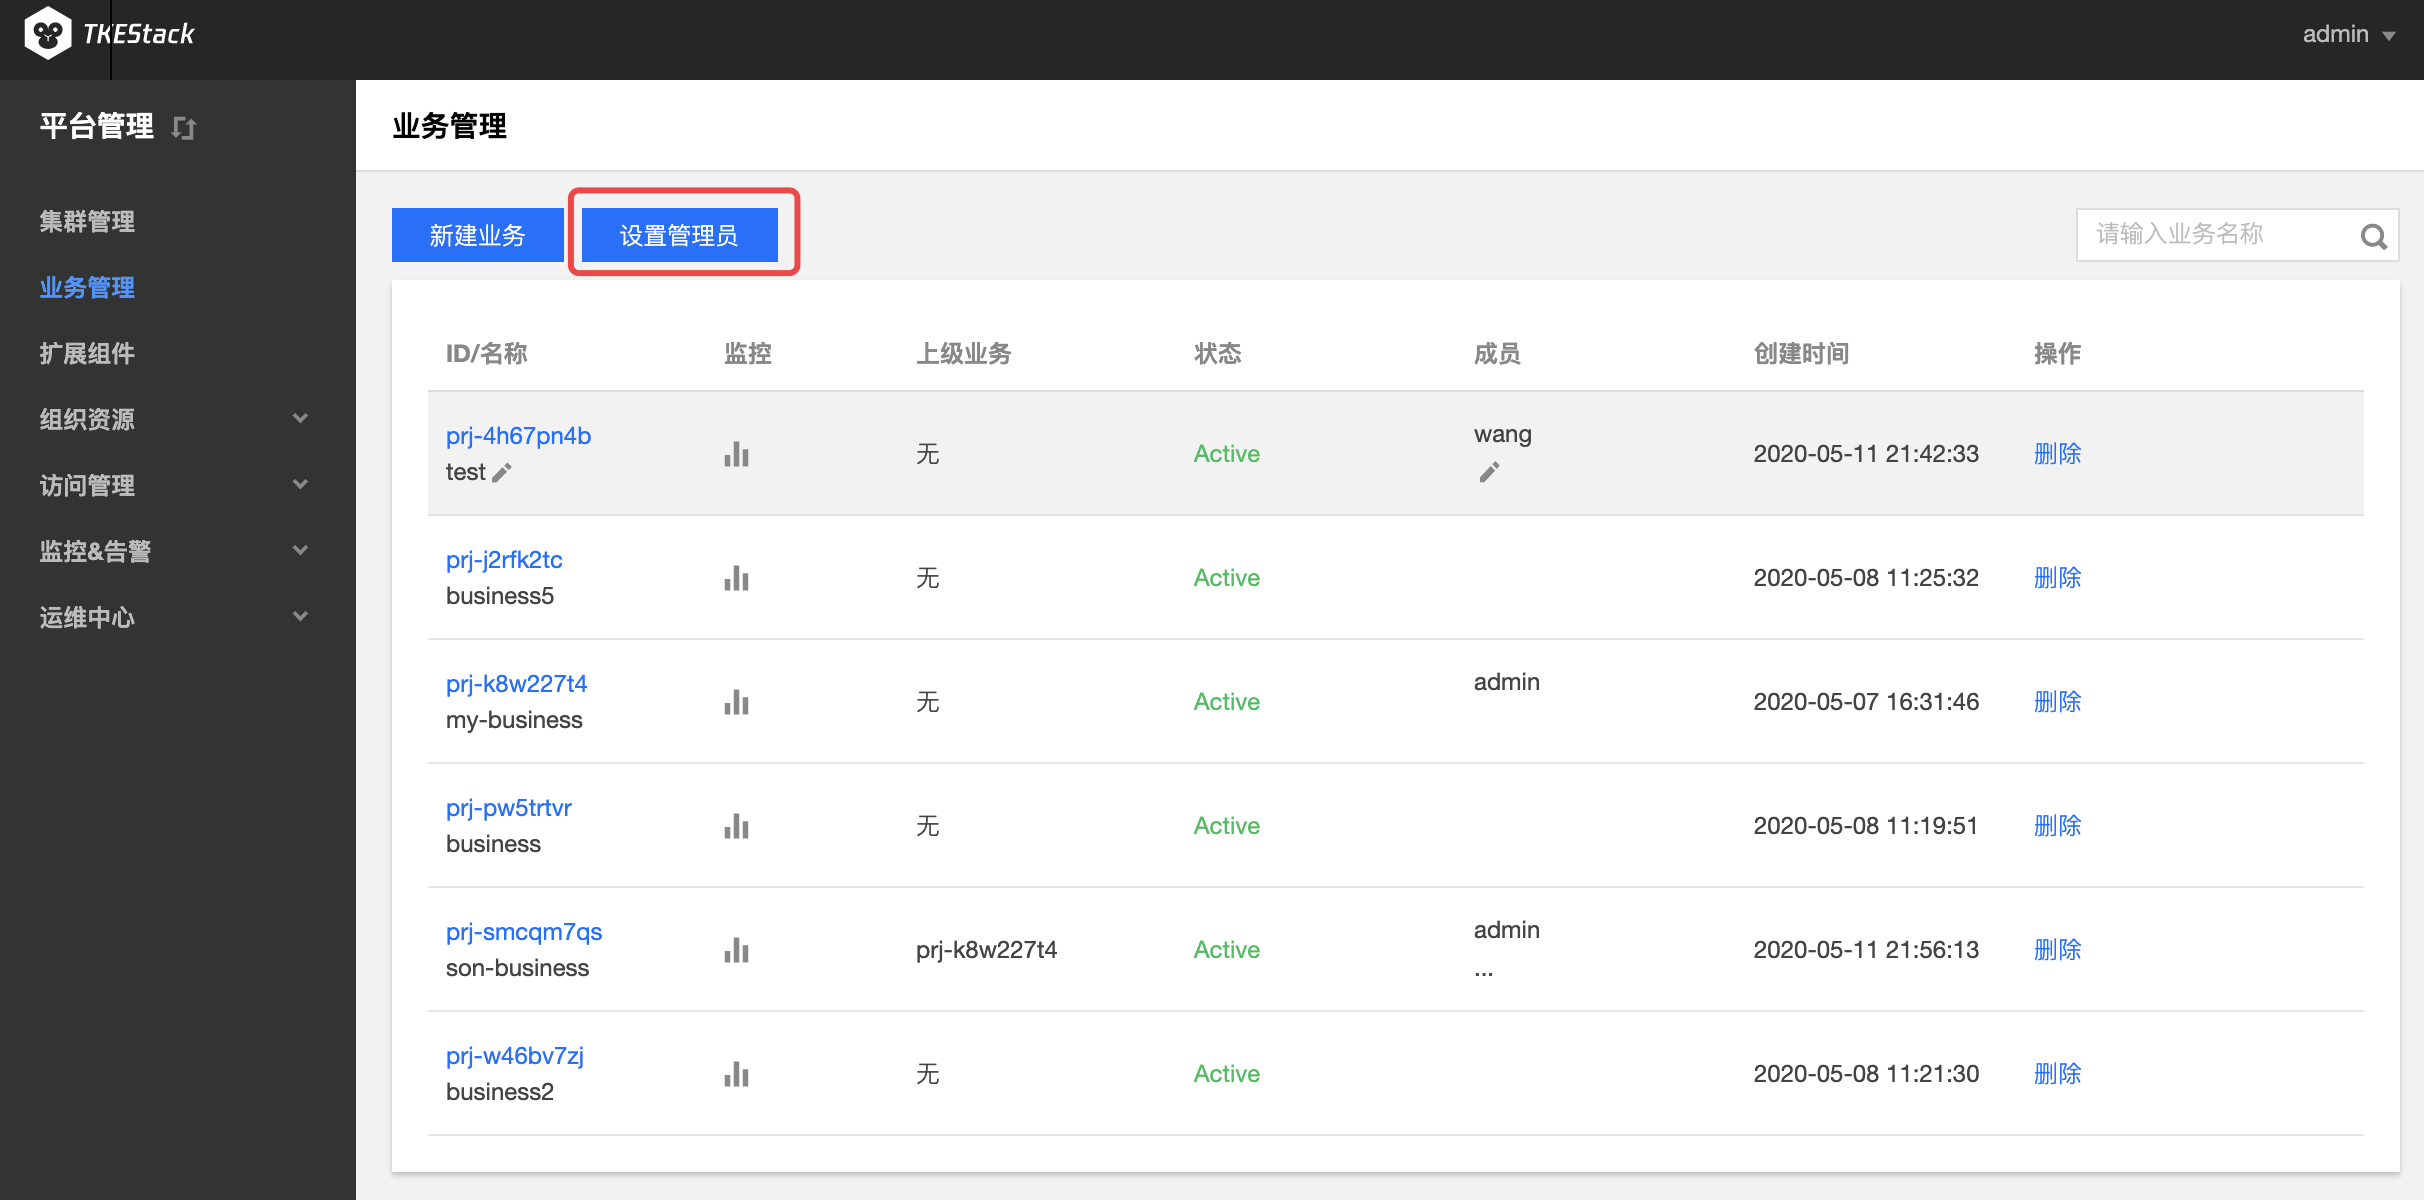 TKEStack
admin
平台管理
集群管理
业务管理
扩展组件
组织资源
访问管理
监控&告警
运维中心
业务管理
新建业务 设置管理员 请输入业务名称
ID/名称 监控 上级业务 状态 成员 创建时间 操作
prj-4h67pn4b
test 无 Active wang 2020-05-11 21:42:33 删除
prj-j2rfk2tc
business5 无 Active 2020-05-08 11:25:32 删除
prj-k8w227t4
my-business 无 Active admin 2020-05-07 16:31:46 删除
prj-pw5trtvr
business 无 Active 2020-05-08 11:19:51 删除
prj-smcqm7qs
son-business prj-k8w227t4 Active admin ... 2020-05-11 21:56:13 删除
prj-w46bv7zj
business2 无 Active 2020-05-08 11:21:30 删除